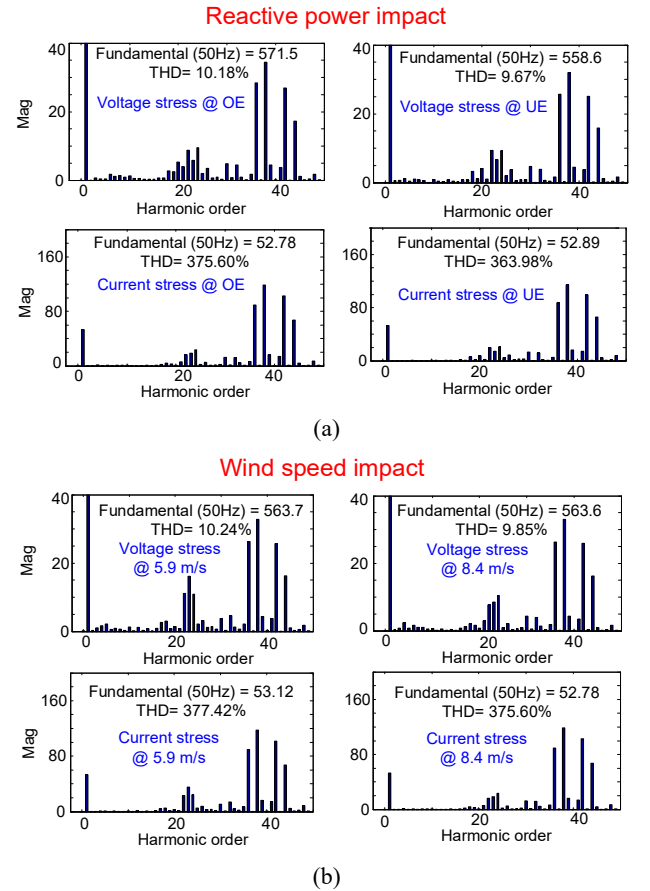 Reactive power impact
Fundamental (50Hz) = 571.5
THD= 10.18%
Voltage stress @ OE
Mag
40
20
0
0
20
40
Harmonic order
Fundamental (50Hz) = 558.6
THD= 9.67%
Voltage stress @ UE
40
20
0
0
20
40
Harmonic order
Fundamental (50Hz) = 52.78
THD= 375.60%
Current stress @ OE
Mag
160
80
0
0
20
40
Harmonic order
Fundamental (50Hz) = 52.89
THD= 363.98%
Current stress @ UE
160
80
0
0
20
40
Harmonic order
(a)
Wind speed impact
Fundamental (50Hz) = 563.7
THD= 10.24%
Voltage stress
@ 5.9 m/s
Mag
40
20
0
0
20
40
Harmonic order
Fundamental (50Hz) = 563.6
THD= 9.85%
Voltage stress
@ 8.4 m/s
40
20
0
0
20
40
Harmonic order
Fundamental (50Hz) = 53.12
THD= 377.42%
Current stress
@ 5.9 m/s
Mag
160
80
0
0
20
40
Harmonic order
Fundamental (50Hz) = 52.78
THD= 375.60%
Current stress
@ 8.4 m/s
160
80
0
0
20
40
Harmonic order
(b)